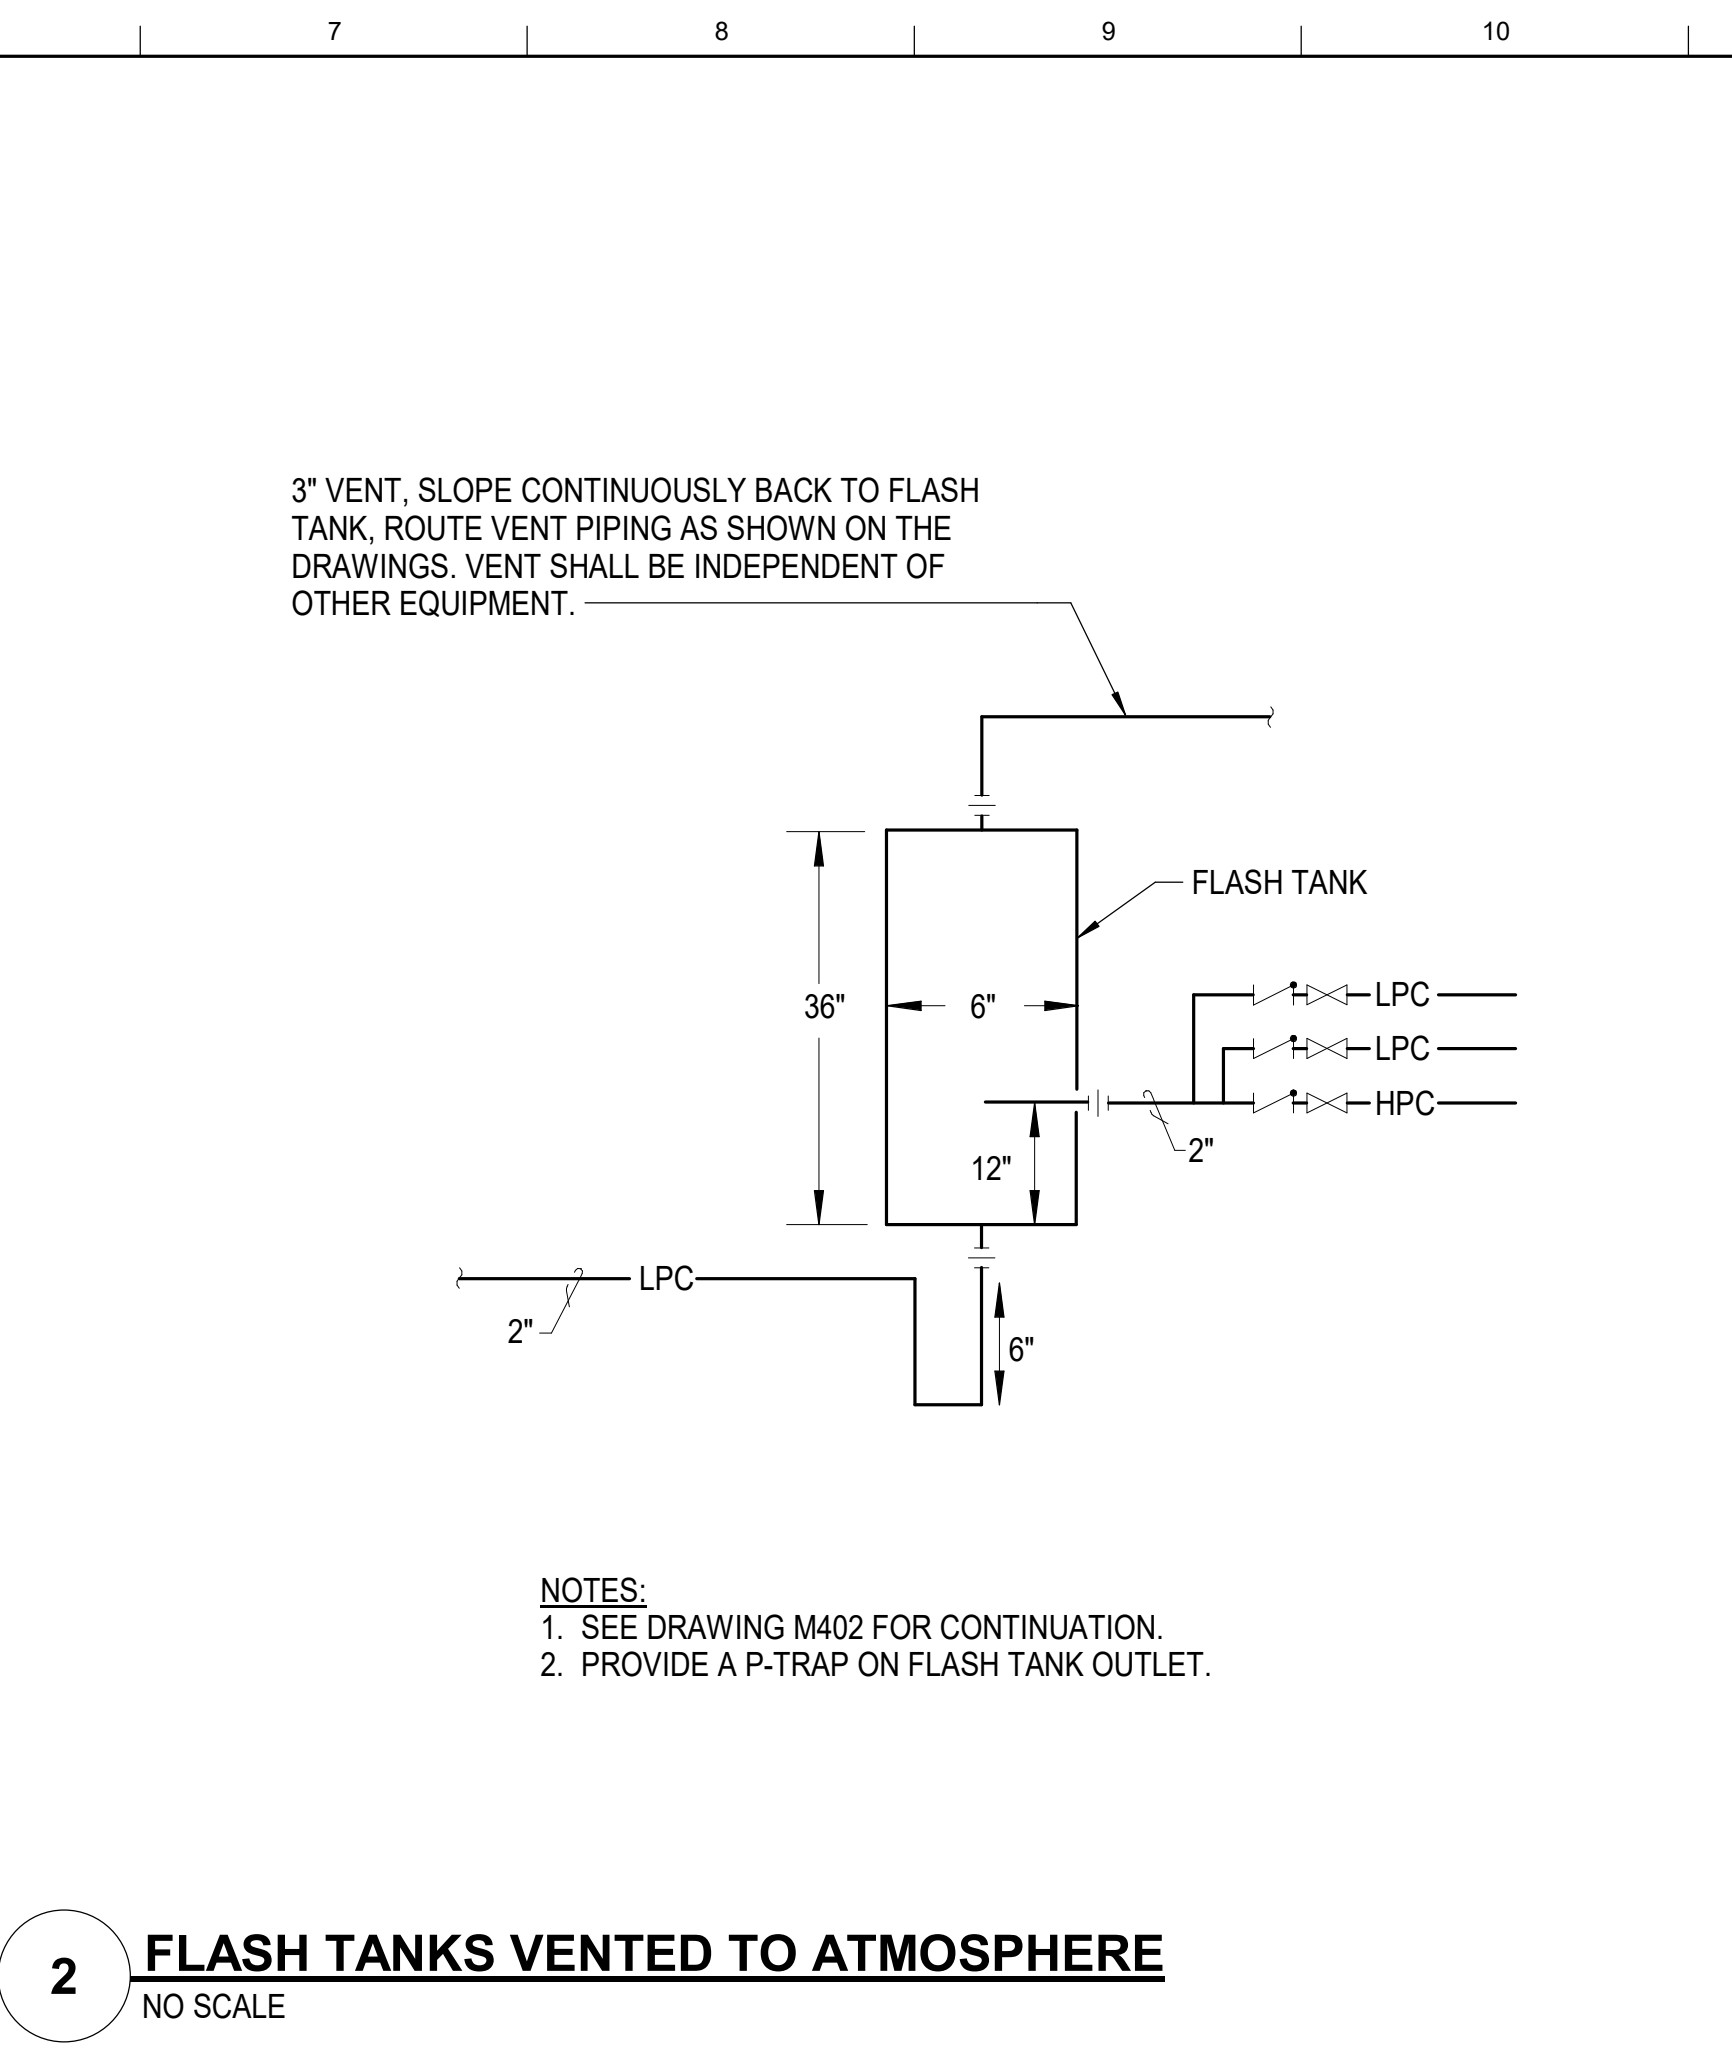 7 8 9 10
3" VENT, SLOPE CONTINUOUSLY BACK TO FLASH
TANK, ROUTE VENT PIPING AS SHOWN ON THE
DRAWINGS. VENT SHALL BE INDEPENDENT OF
OTHER EQUIPMENT.
FLASH TANK
36"
6"
LPC
LPC
HPC
2"
12"
LPC
2"
6"
NOTES:
1. SEE DRAWING M402 FOR CONTINUATION.
2. PROVIDE A P-TRAP ON FLASH TANK OUTLET.
2
FLASH TANKS VENTED TO ATMOSPHERE
NO SCALE